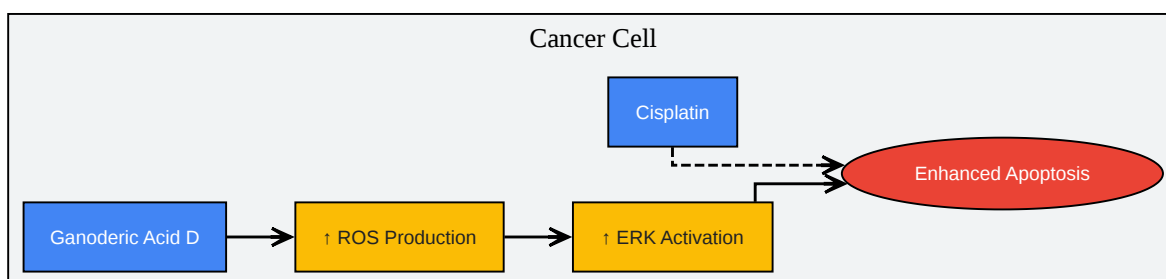 Cancer Cell
Cisplatin
Enhanced Apoptosis
Ganoderic Acid D
↑ ROS Production
↑ ERK Activation